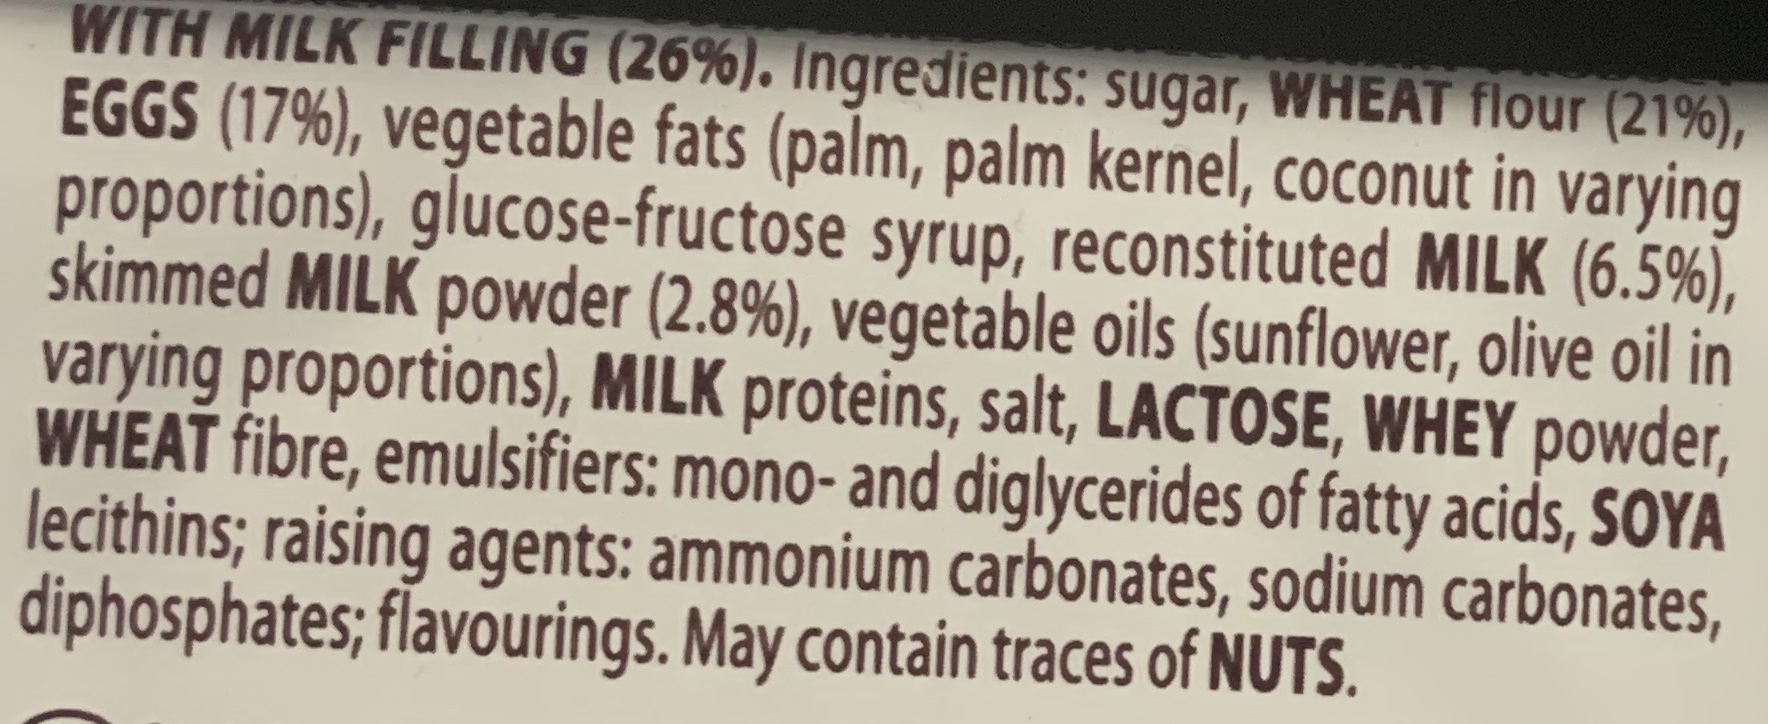 WITH MILK FILLING (26%). Ingredients: sugar, WHEAT flour (21%),
EGGS (17%), vegetable fats (palm, palm kernel, coconut in varying
proportions), glucose-fructose syrup, reconstituted MILK (6.5%),
skimmed MILK powder (2.8%), vegetable oils (sunflower, olive oil in
varying proportions), MILK proteins, salt, LACTOSE, WHEY powder,
WHEAT fibre, emulsifiers: mono- and diglycerides of fatty acids, SOYA
lecithins; raising agents: ammonium carbonates, sodium carbonates,
diphosphates; flavourings. May contain traces of NUTS.